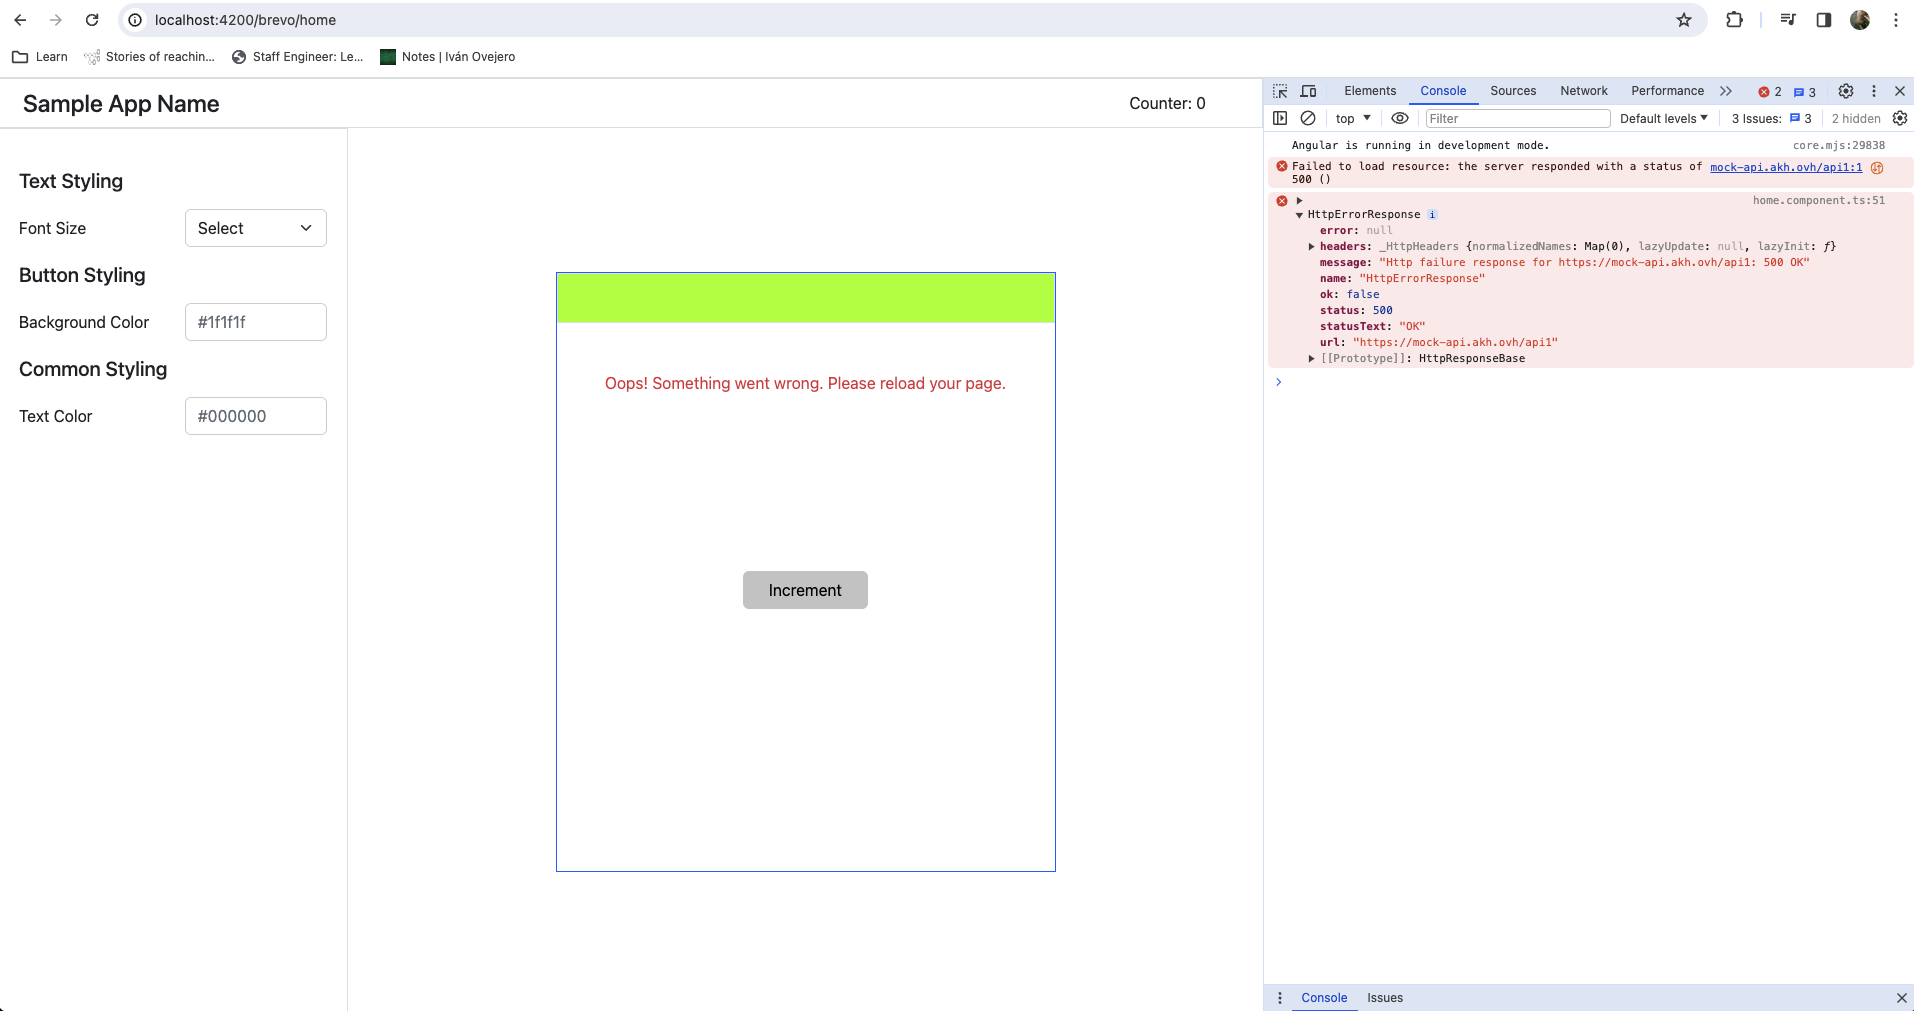 localhost:4200/brevo/home
Learn
Stories of reachin...
Staff Engineer: Le...
Notes | Iván Ovejero
Sample App Name
Counter: 0
Text Styling
Font Size
Select
Button Styling
Background Color
#1f1f1f
Common Styling
Text Color
#000000
Oops! Something went wrong. Please reload your page.
Increment
Elements Console Sources Network Performance 2 3
top Filter Default levels 3 Issues: 3 2 hidden
Angular is running in development mode. core.mjs:29838
Failed to load resource: the server responded with a status of mock-api.akh.ovh/api1:1
500 ()
home.component.ts:51
HttpErrorResponse i
error: null
headers: _HttpHeaders {normalizedNames: Map(0), lazyUpdate: null, lazyInit: ƒ}
message: "Http failure response for https://mock-api.akh.ovh/api1: 500 OK"
name: "HttpErrorResponse"
ok: false
status: 500
statusText: "OK"
url: "https://mock-api.akh.ovh/api1"
[[Prototype]]: HttpResponseBase
Console Issues